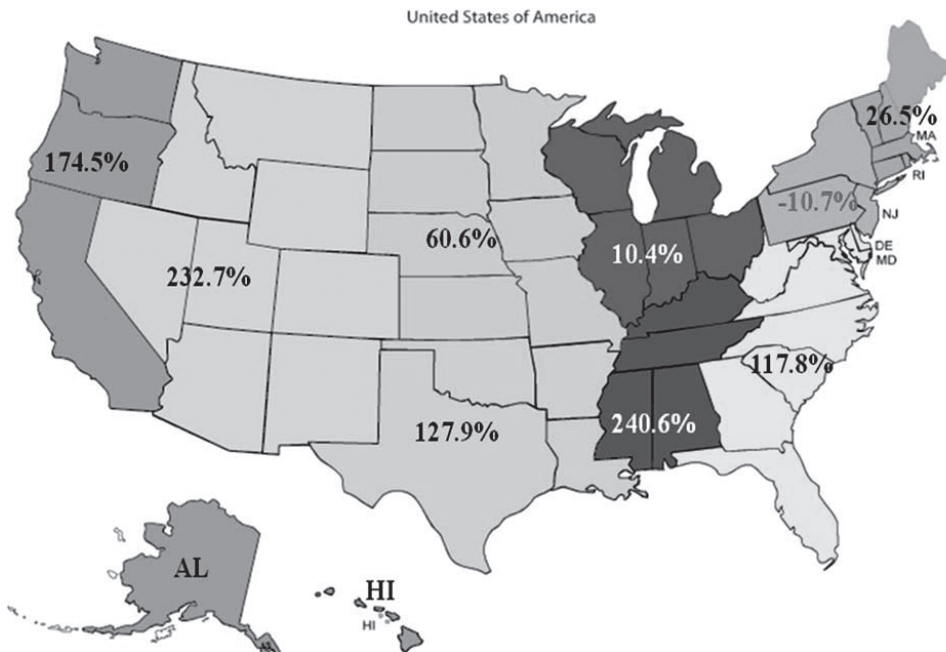 United States of America
26.5%
MA
174.5%
RI
-10.7%
NJ
60.6%
10.4%
DE
MD
232.7%
117.8%
127.9%
240.6%
AL
HI
HI